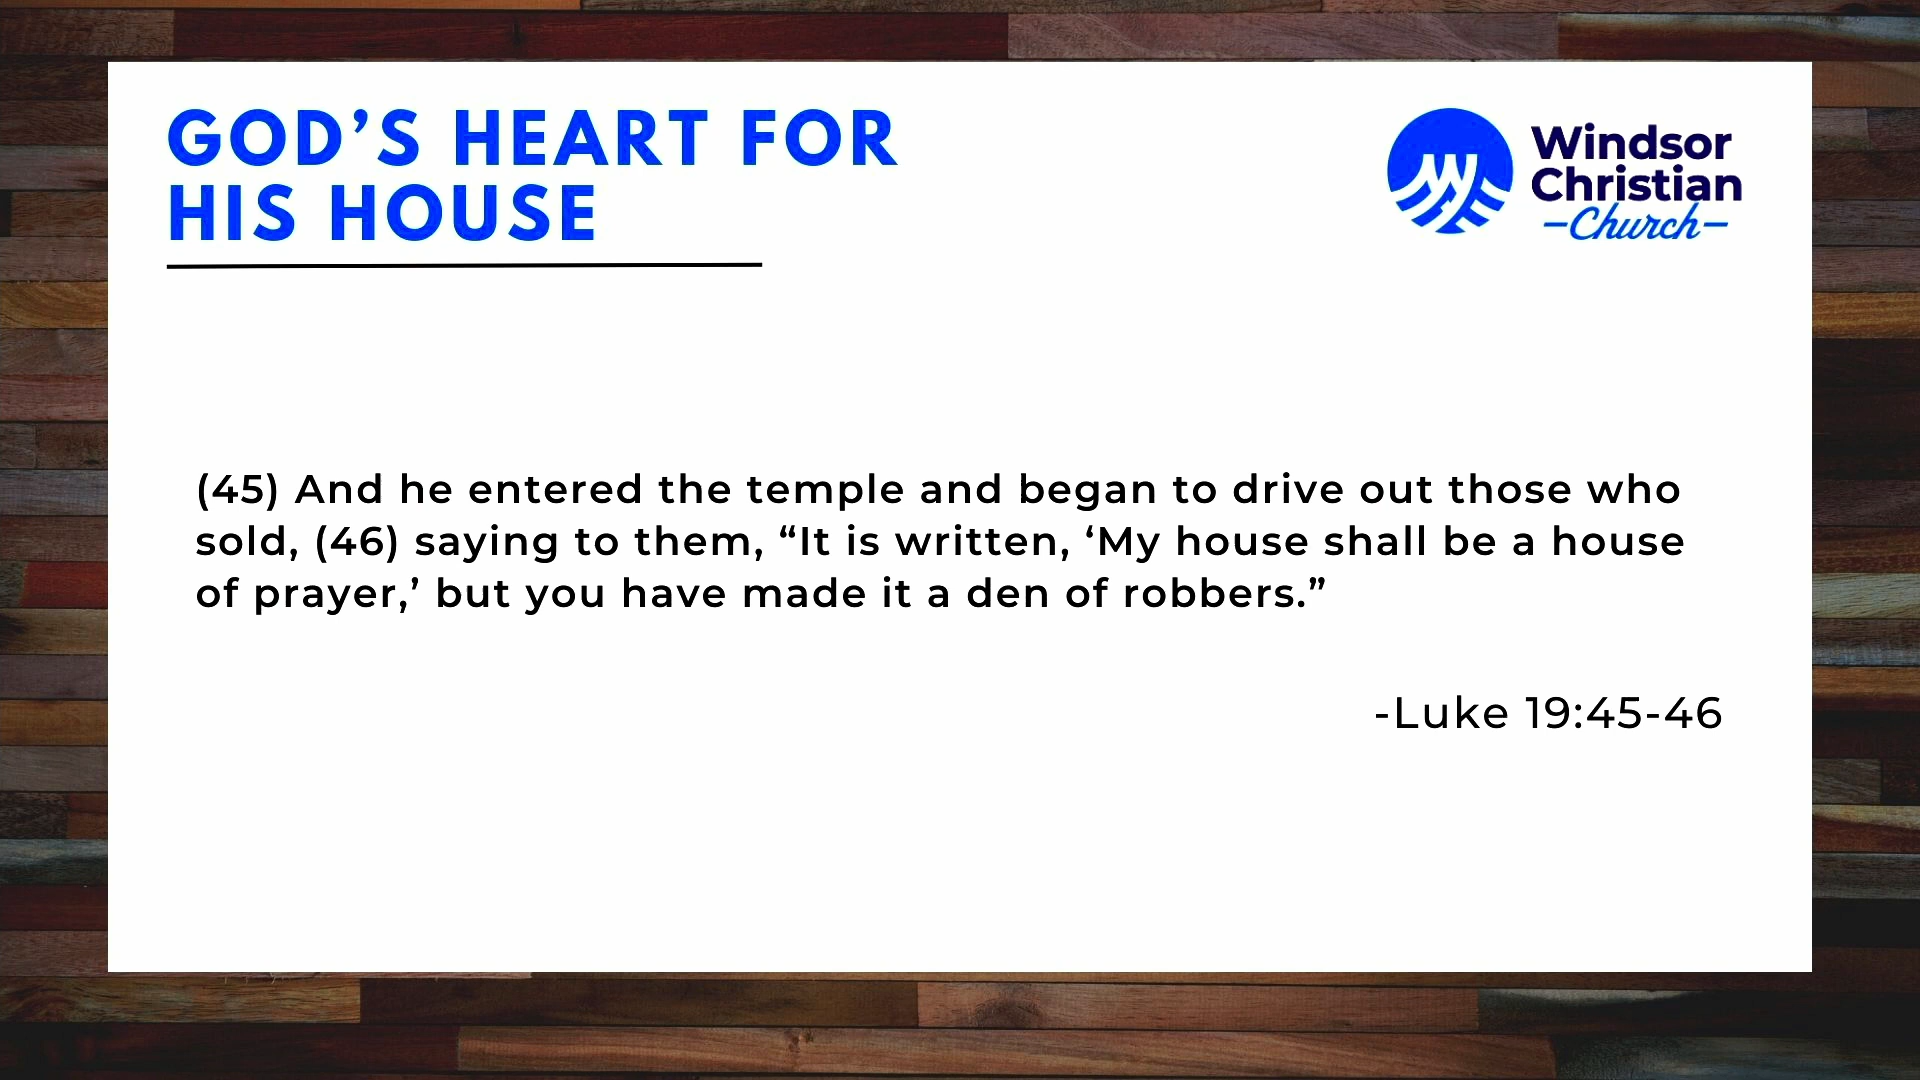 GOD’S HEART FOR
HIS HOUSE
Windsor
Christian
-Church-
(45) And he entered the temple and began to drive out those who
sold, (46) saying to them, “It is written, ‘My house shall be a house
of prayer,’ but you have made it a den of robbers.”
-Luke 19:45-46